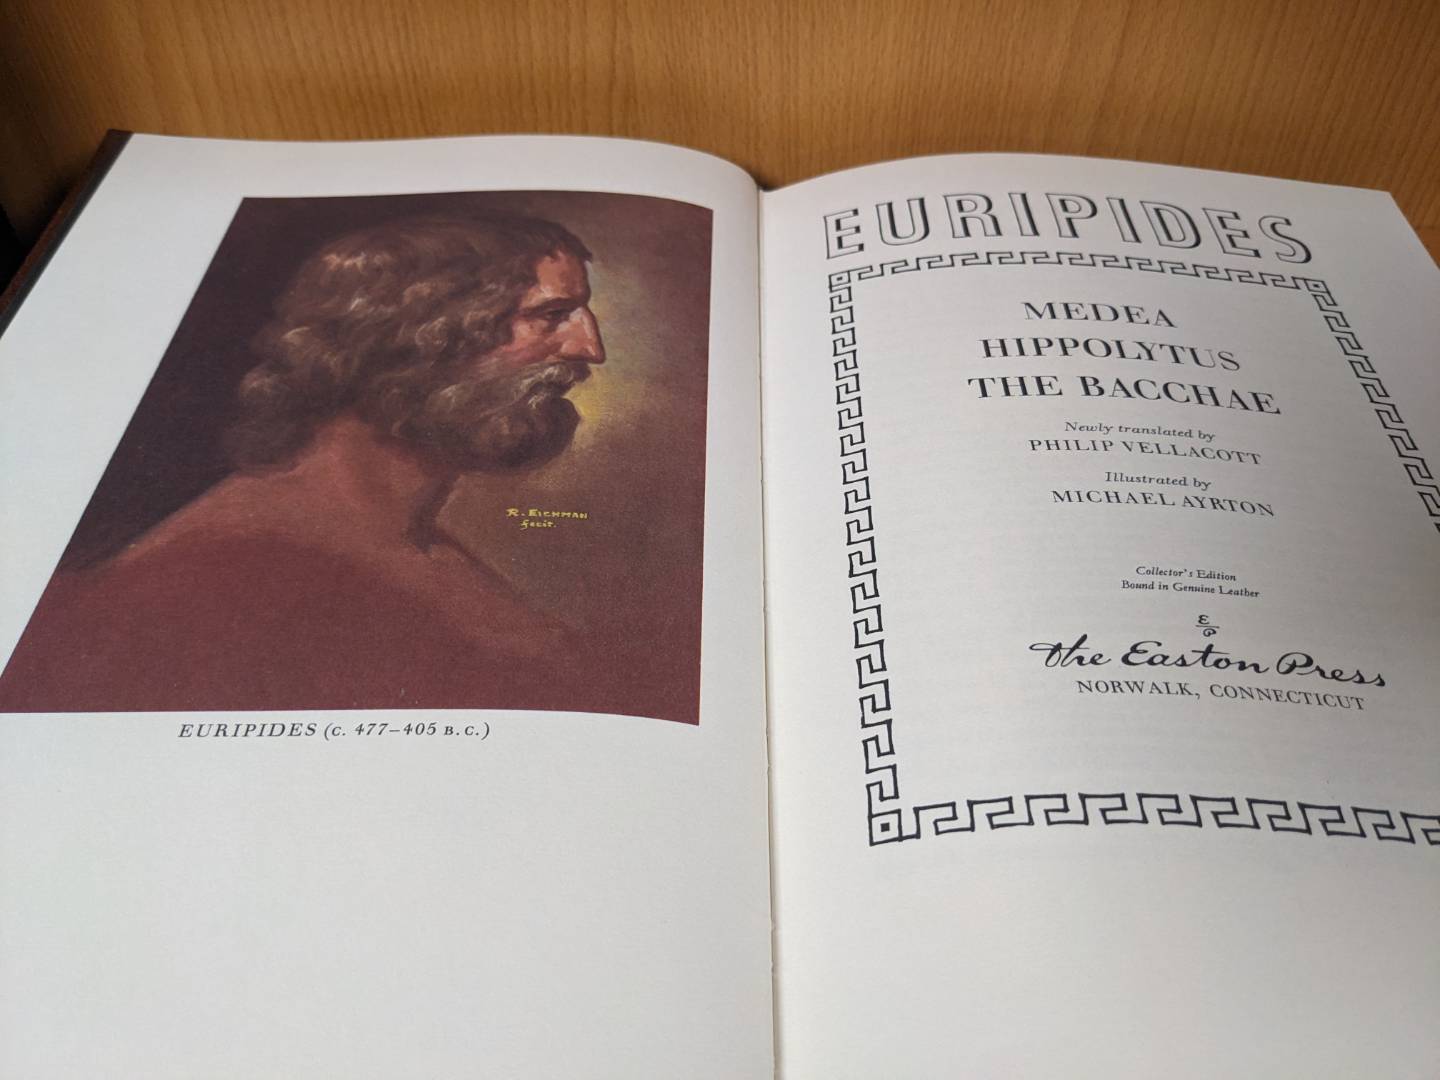 R. EICHMAN
fecit.
EURIPIDES (C. 477–405 B.C.)
EURIPIDES
MEDEA
HIPPOLYTUS
THE BACCHAE
Newly translated by
PHILIP VELLACOTT
Illustrated by
MICHAEL AYRTON
Collector's Edition
Bound in Genuine Leather
E
P
The Easton Press
NORWALK, CONNECTICUT